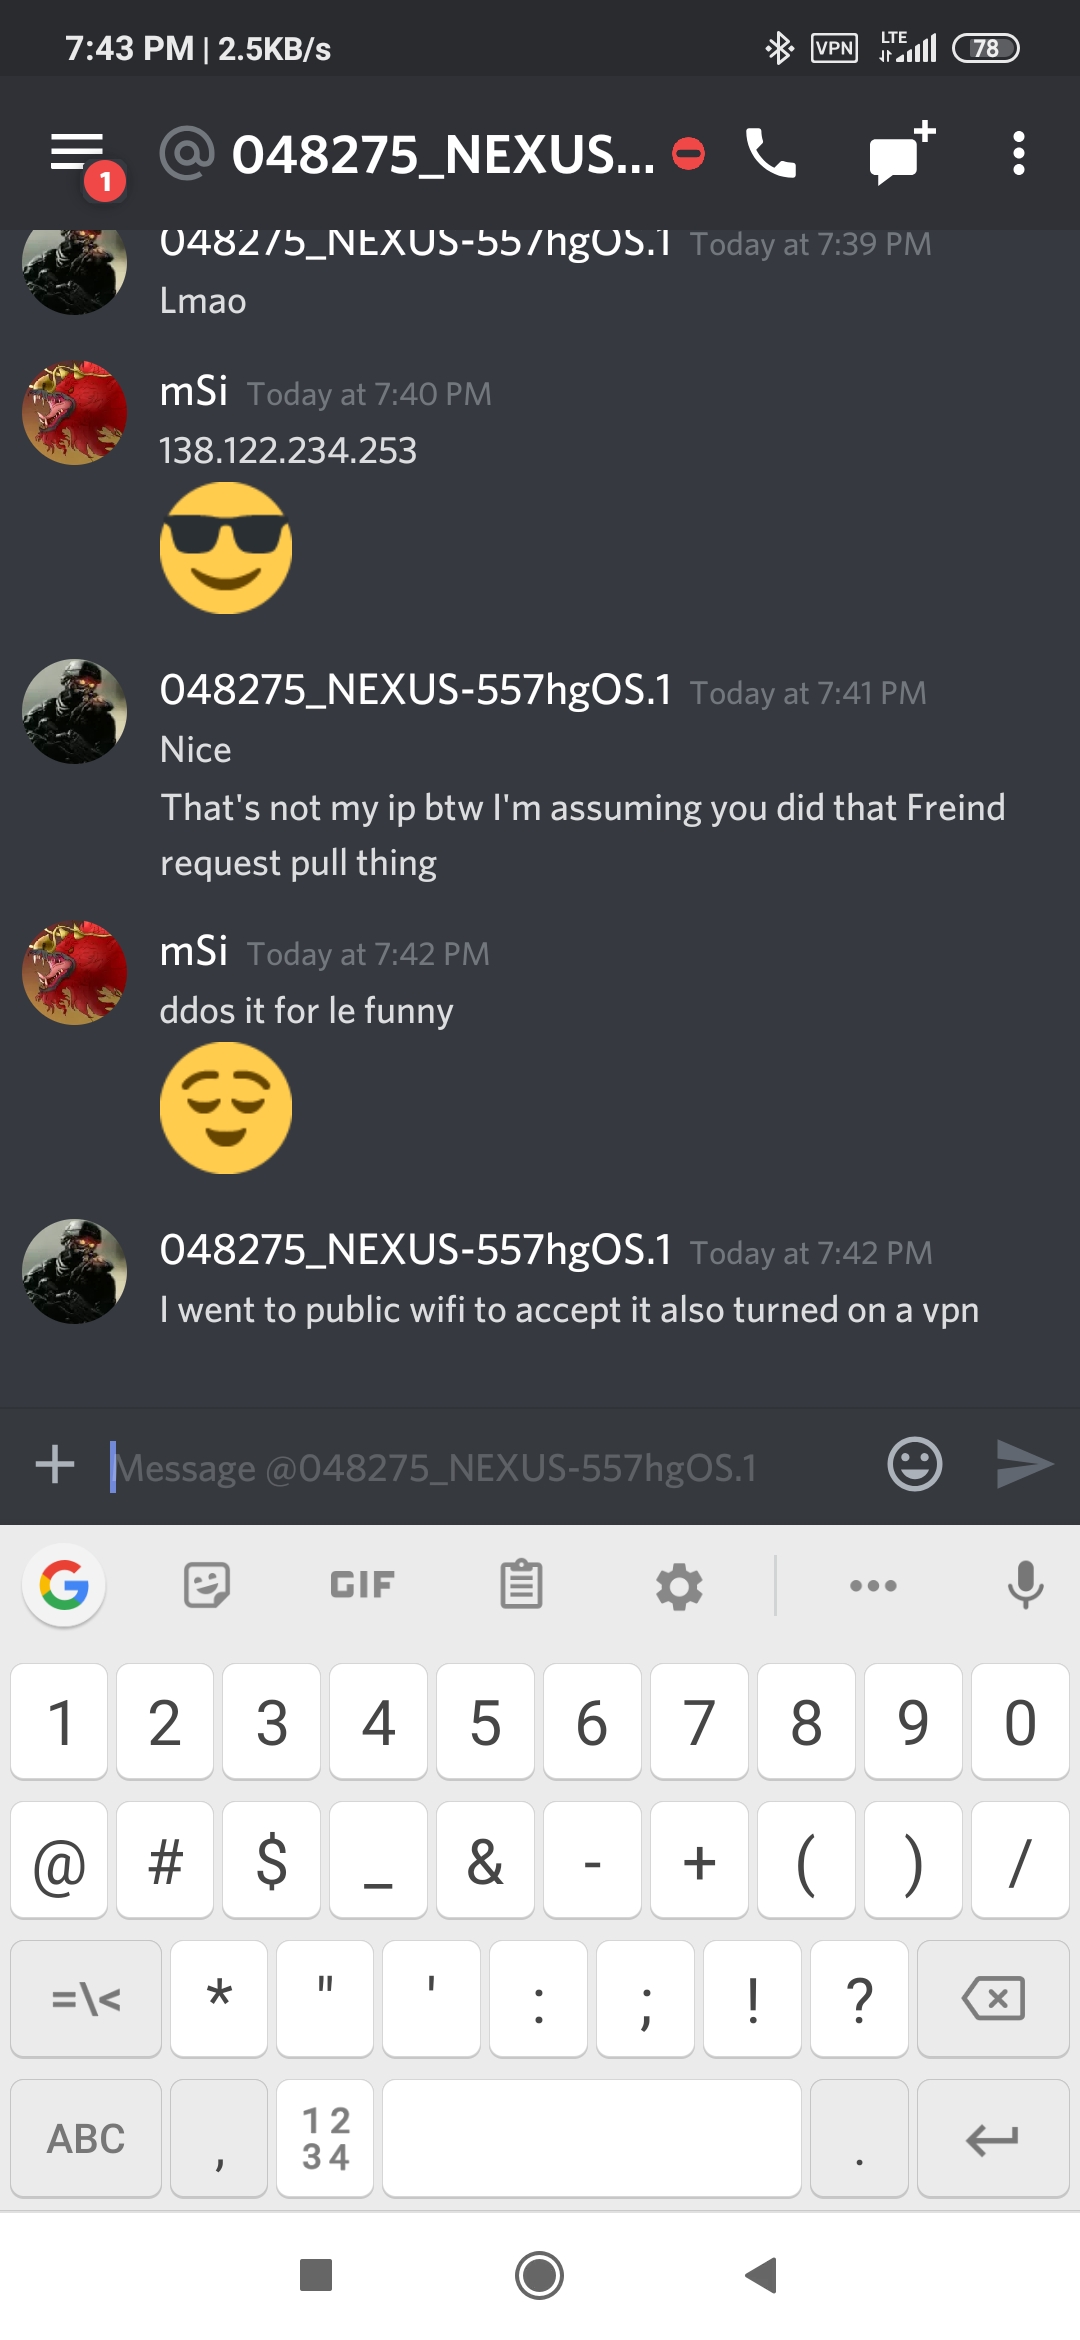 7:43 PM | 2.5KB/s VPN LTE 78
1 @ 048275_NEXUS...
048275_NEXUS-557hgOS.1 Today at 7:39 PM
Lmao
mSi Today at 7:40 PM
138.122.234.253
048275_NEXUS-557hgOS.1 Today at 7:41 PM
Nice
That's not my ip btw I'm assuming you did that Freind
request pull thing
mSi Today at 7:42 PM
ddos it for le funny
048275_NEXUS-557hgOS.1 Today at 7:42 PM
I went to public wifi to accept it also turned on a vpn
Message @048275_NEXUS-557hgOS.1
G GIF
1 2 3 4 5 6 7 8 9 0
@ # $ _ & - + ( ) /
=\< * " ' : ; ! ?
ABC , 12 .
34